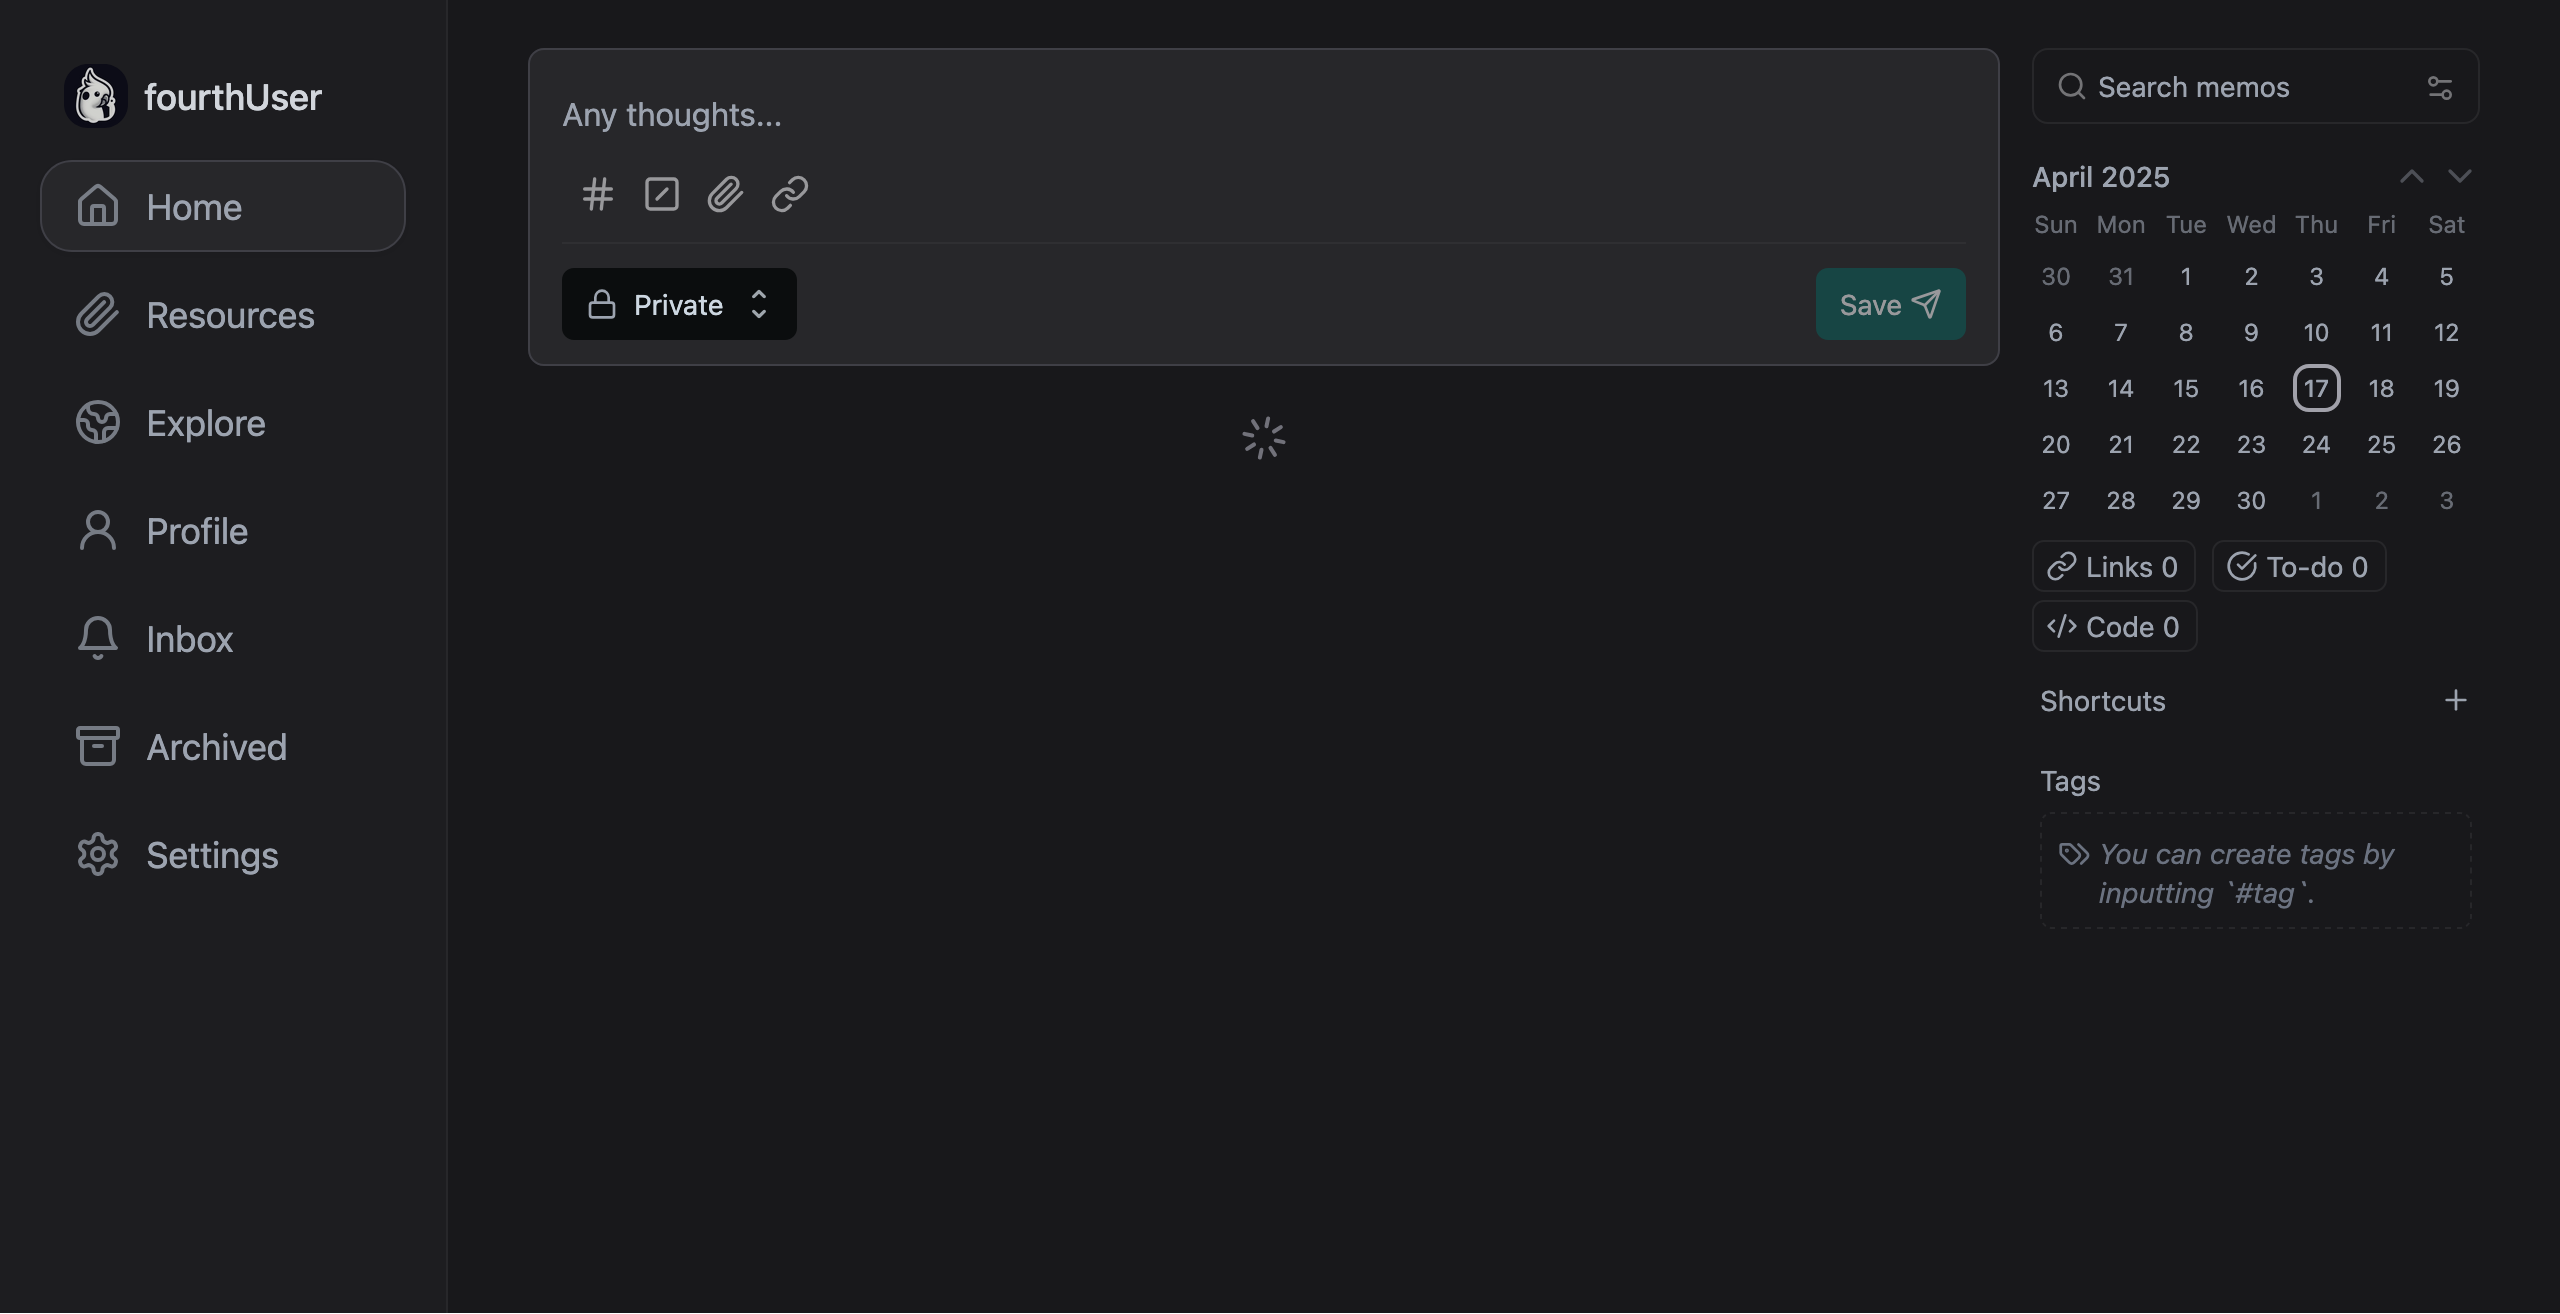 fourthUser
Home
Resources
Explore
Profile
Inbox
Archived
Settings
Any thoughts...
Private
Save
Search memos
April 2025
Sun Mon Tue Wed Thu Fri Sat
30 31 1 2 3 4 5
6 7 8 9 10 11 12
13 14 15 16 17 18 19
20 21 22 23 24 25 26
27 28 29 30 1 2 3
Links 0 To-do 0
Code 0
Shortcuts
Tags
You can create tags by
inputting `#tag`.